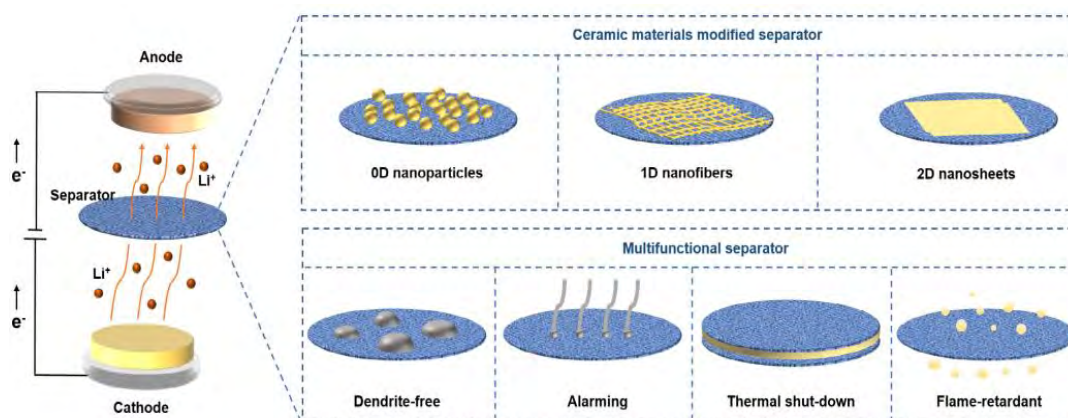 Anode
e⁻
Li⁺
Separator
Li⁺
e⁻
Cathode
Ceramic materials modified separator
0D nanoparticles
1D nanofibers
2D nanosheets
Multifunctional separator
Dendrite-free
Alarming
Thermal shut-down
Flame-retardant